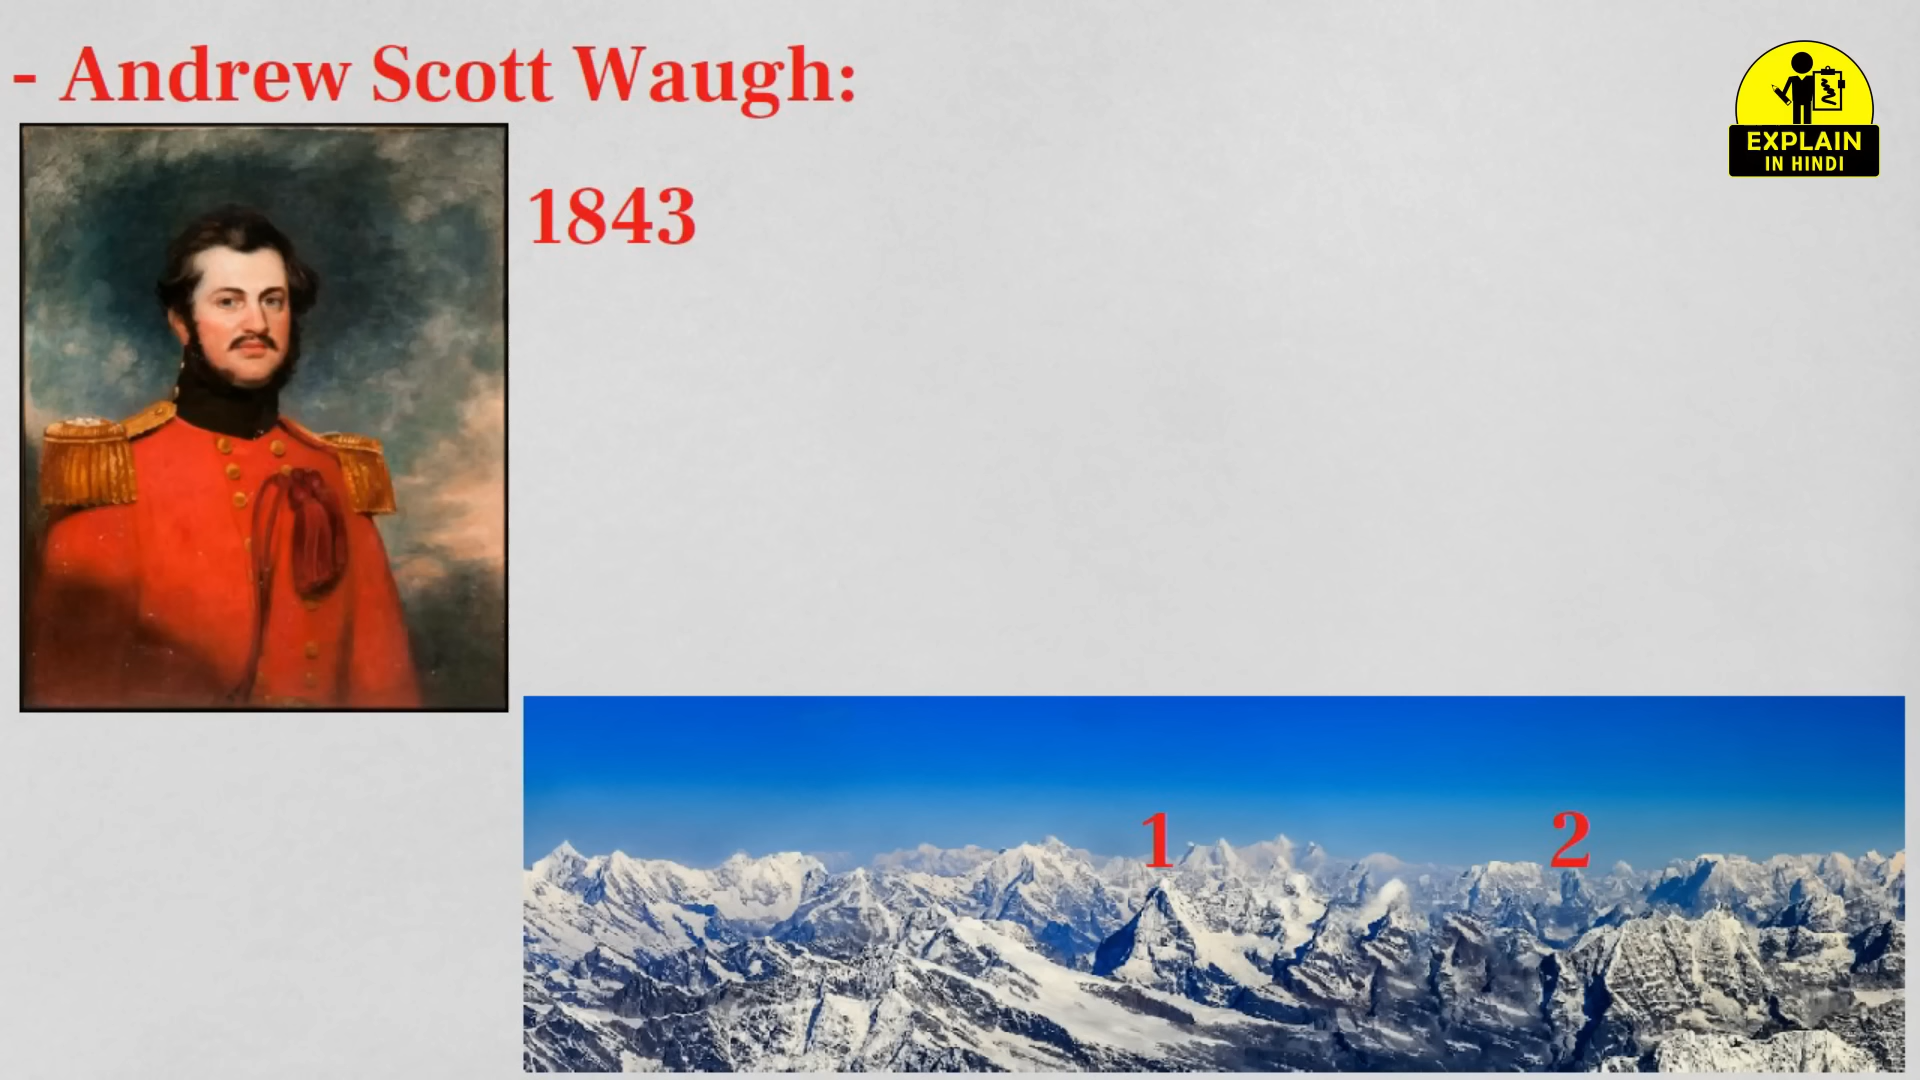 - Andrew Scott Waugh:
EXPLAIN
IN HINDI
1843
1
2